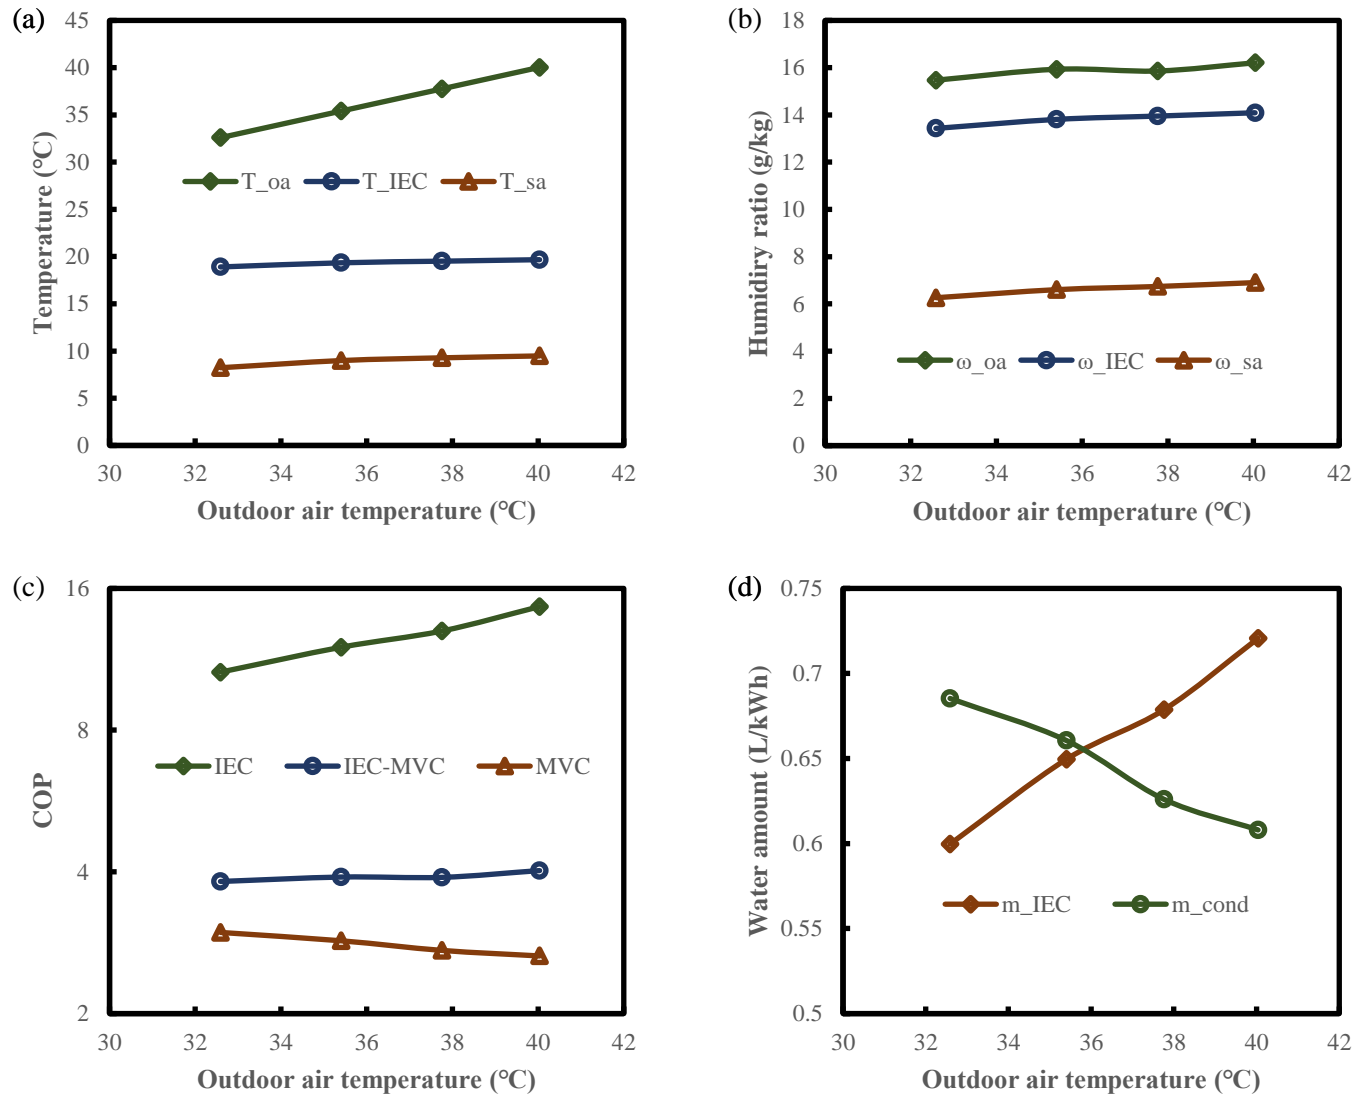 (a)
45
40
35
30
25
20
15
10
5
0
Temperature (°C)
T_oa T_IEC T_sa
30 32 34 36 38 40 42
Outdoor air temperature (°C)
(b)
18
16
14
12
10
8
6
4
2
0
Humidiry ratio (g/kg)
ω_oa ω_IEC ω_sa
30 32 34 36 38 40 42
Outdoor air temperature (°C)
(c)
16
8
4
2
COP
IEC IEC-MVC MVC
30 32 34 36 38 40 42
Outdoor air temperature (°C)
(d)
0.75
0.7
0.65
0.6
0.55
0.5
Water amount (L/kWh)
m_IEC m_cond
30 32 34 36 38 40 42
Outdoor air temperature (°C)